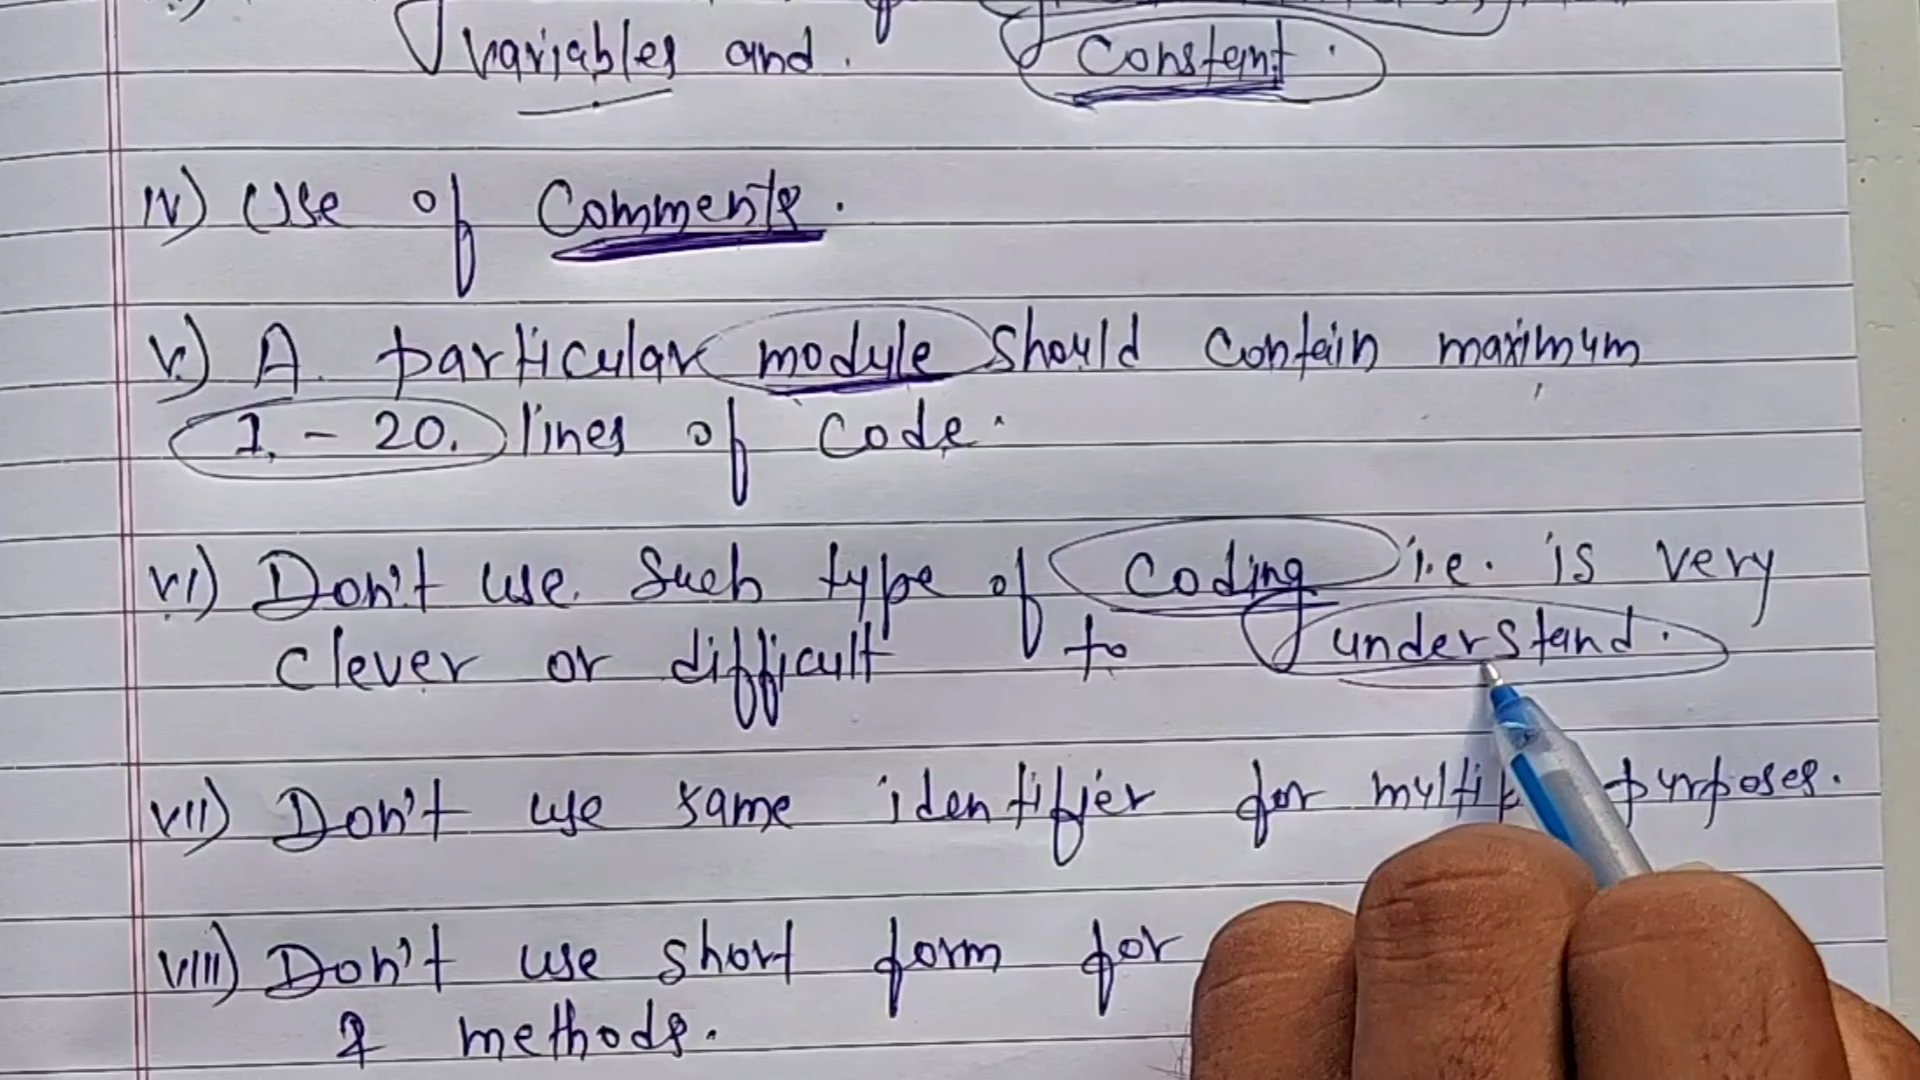 variables and. Constant.
iv) Use of Comments.
v.) A particular module should contain maximum
1 - 20. lines of code.
vi) Don't use such type of coding i.e. is very
clever or difficult to understand.
vii) Don't use same identifier for purposes.
viii) Don't use short form for
& methods.